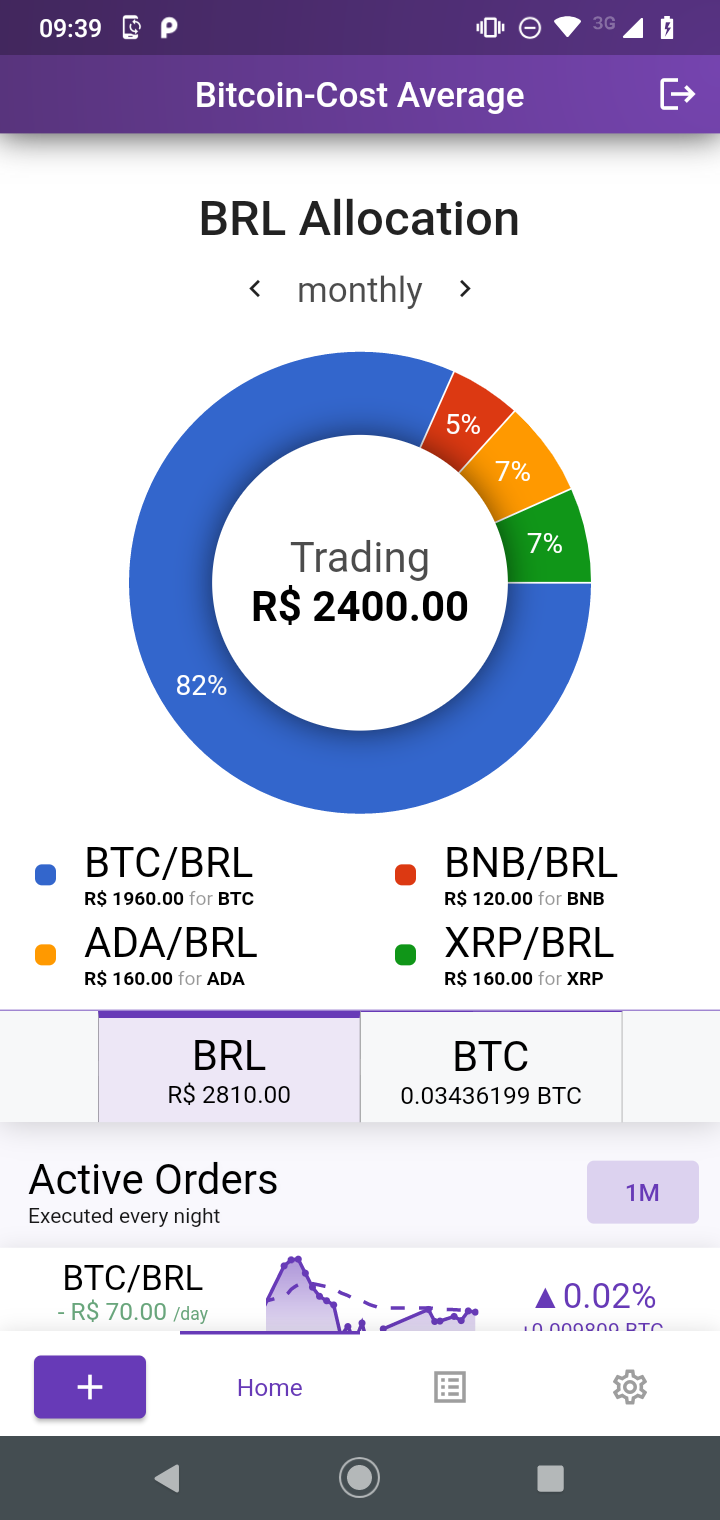 09:39
3G
Bitcoin-Cost Average
BRL Allocation
monthly
5%
7%
7%
82%
Trading
R$ 2400.00
BTC/BRL
R$ 1960.00 for BTC
BNB/BRL
R$ 120.00 for BNB
ADA/BRL
R$ 160.00 for ADA
XRP/BRL
R$ 160.00 for XRP
BRL
R$ 2810.00
BTC
0.03436199 BTC
Active Orders
Executed every night
1M
BTC/BRL
- R$ 70.00 /day
▲0.02%
+0.009809 BTC
Home